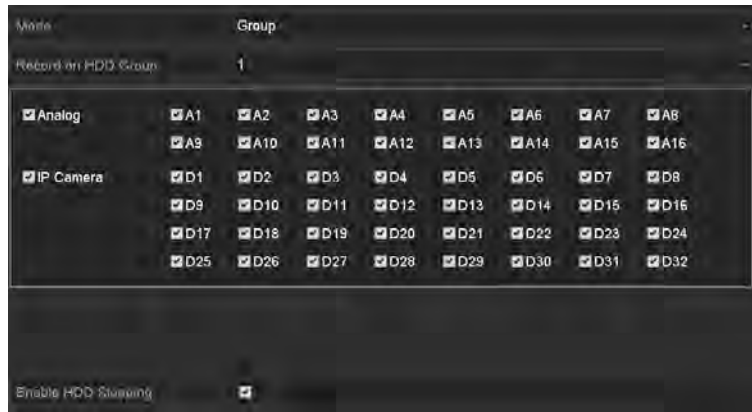 Mode Group
Record on HDD Group 1
Analog A1 A2 A3 A4 A5 A6 A7 A8
A9 A10 A11 A12 A13 A14 A15 A16
IP Camera D1 D2 D3 D4 D5 D6 D7 D8
D9 D10 D11 D12 D13 D14 D15 D16
D17 D18 D19 D20 D21 D22 D23 D24
D25 D26 D27 D28 D29 D30 D31 D32
Enable HDD Sleeping